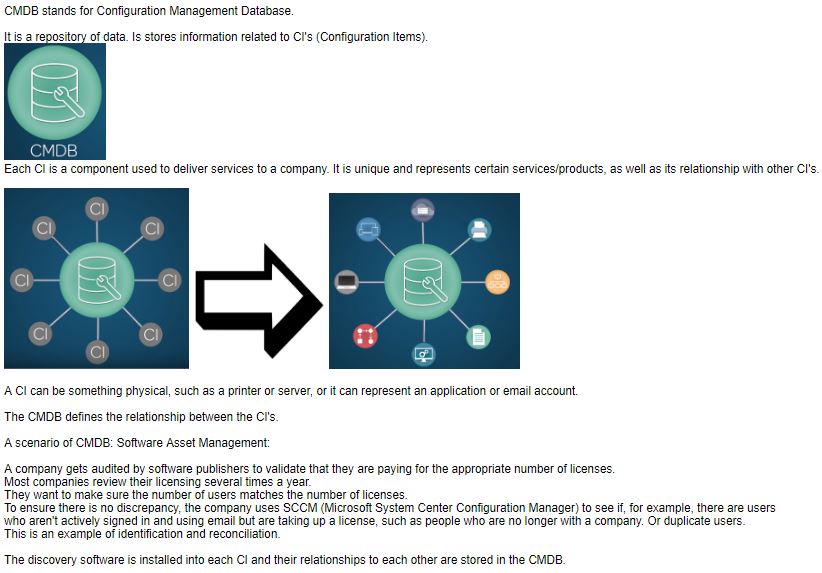 CMDB stands for Configuration Management Database.
It is a repository of data. Is stores information related to CI's (Configuration Items).
CMDB
Each CI is a component used to deliver services to a company. It is unique and represents certain services/products, as well as its relationship with other CI's.
CI
CI
CI
CI
CI
CI
CI
CI
A CI can be something physical, such as a printer or server, or it can represent an application or email account.
The CMDB defines the relationship between the CI's.
A scenario of CMDB: Software Asset Management:
A company gets audited by software publishers to validate that they are paying for the appropriate number of licenses.
Most companies review their licensing several times a year.
They want to make sure the number of users matches the number of licenses.
To ensure there is no discrepancy, the company uses SCCM (Microsoft System Center Configuration Manager) to see if, for example, there are users
who aren't actively signed in and using email but are taking up a license, such as people who are no longer with a company. Or duplicate users.
This is an example of identification and reconciliation.
The discovery software is installed into each CI and their relationships to each other are stored in the CMDB.